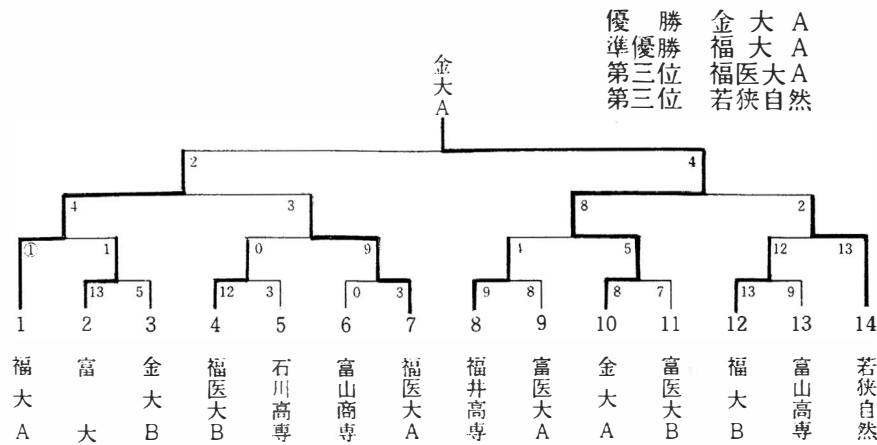 優勝 金大A
準優勝 福大A
第三位 福医大A
第三位 若狭自然
金大A
2 4
4 3 8 2
① 1 0 9 4 5 12 13
13 5 12 3 0 3 9 8 8 7 13 9
1 2 3 4 5 6 7 8 9 10 11 12 13 14
福大A
富大
金大B
福医大B
石川高専
富山商専
福医大A
福井高専
富医大A
金大A
富医大B
福大B
富山高専
若狭自然